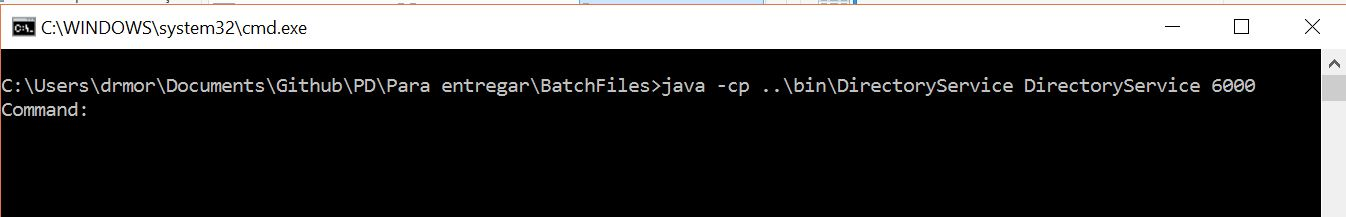 C:\WINDOWS\system32\cmd.exe
C:\Users\drmor\Documents\Github\PD\Para entregar\BatchFiles>java -cp ..\bin\DirectoryService DirectoryService 6000
Command: